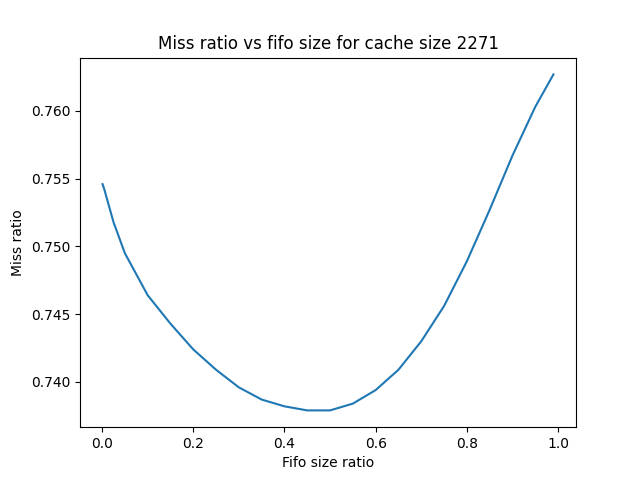 Miss ratio vs fifo size for cache size 2271
0.760
0.755
0.750
0.745
0.740
Miss ratio
0.0 0.2 0.4 0.6 0.8 1.0
Fifo size ratio